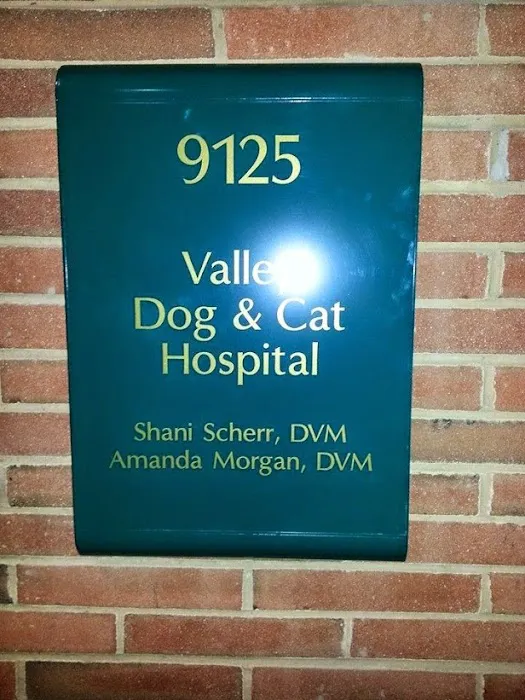 9125
Dog & Cat
Hospital
Shani Scherr, DVM
Amanda Morgan, DVM